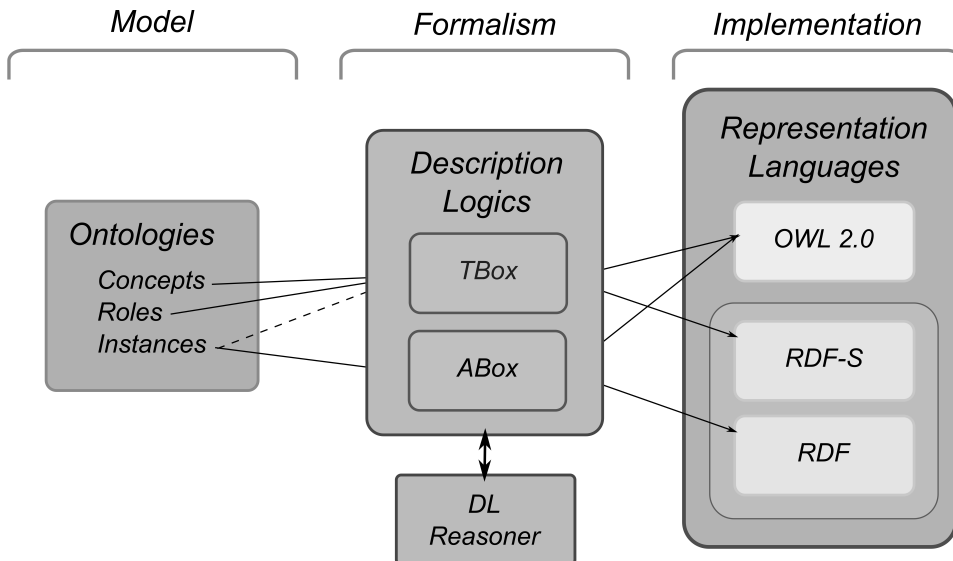 Model
Formalism
Implementation
Ontologies
Concepts
Roles
Instances
Description
Logics
TBox
ABox
DL
Reasoner
Representation
Languages
OWL 2.0
RDF-S
RDF